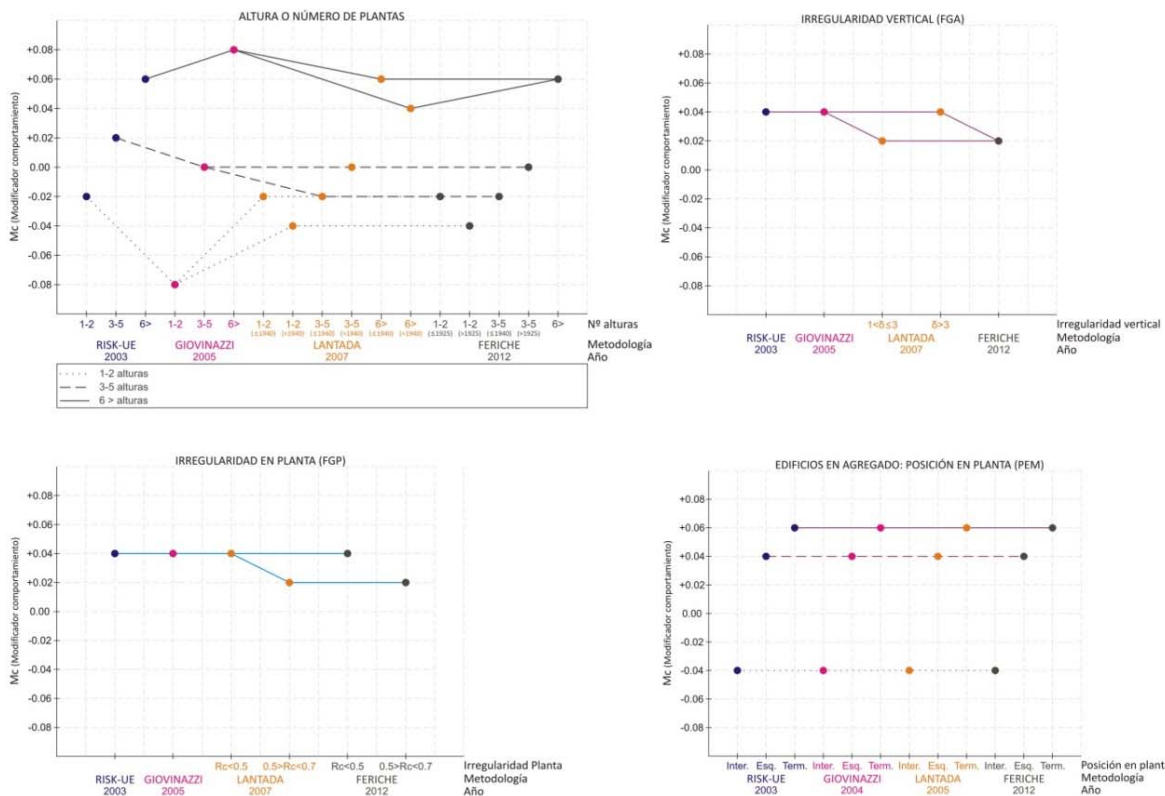 ALTURA O NÚMERO DE PLANTAS
+0.08
+0.06
+0.04
+0.02
0.00
-0.02
-0.04
-0.06
-0.08
Mc (Modificador comportamiento)
1-2 3-5 6> 1-2 3-5 6> 1-2 1-2 3-5 3-5 6> 6> 1-2 1-2 3-5 3-5 6> Nº alturas
(≤1940) (>1940) (≤1940) (>1940) (≤1940) (>1940) (≤1925) (>1925) (≤1940) (>1925)
RISK-UE GIOVINAZZI LANTADA FERICHE Metodología
2003 2005 2007 2012 Año
1-2 alturas
3-5 alturas
6 > alturas
IRREGULARIDAD VERTICAL (FGA)
+0.08
+0.06
+0.04
+0.02
0.00
-0.02
-0.04
-0.06
-0.08
Mc (Modificador comportamiento)
1<δ≤3 δ>3 Irregularidad vertical
RISK-UE GIOVINAZZI LANTADA FERICHE Metodología
2003 2005 2007 2012 Año
IRREGULARIDAD EN PLANTA (FGP)
+0.08
+0.06
+0.04
+0.02
0.00
-0.02
-0.04
-0.06
-0.08
Mc (Modificador comportamiento)
Rc<0.5 0.5>Rc<0.7 Rc<0.5 0.5>Rc<0.7 Irregularidad Planta
RISK-UE GIOVINAZZI LANTADA FERICHE Metodología
2003 2005 2007 2012 Año
EDIFICIOS EN AGREGADO: POSICIÓN EN PLANTA (PEM)
+0.08
+0.06
+0.04
+0.02
0.00
-0.02
-0.04
-0.06
-0.08
Mc (Modificador comportamiento)
Inter. Esq. Term. Inter. Esq. Term. Inter. Esq. Term. Inter. Esq. Term. Posición en plant
RISK-UE GIOVINAZZI LANTADA FERICHE Metodología
2003 2004 2005 2012 Año